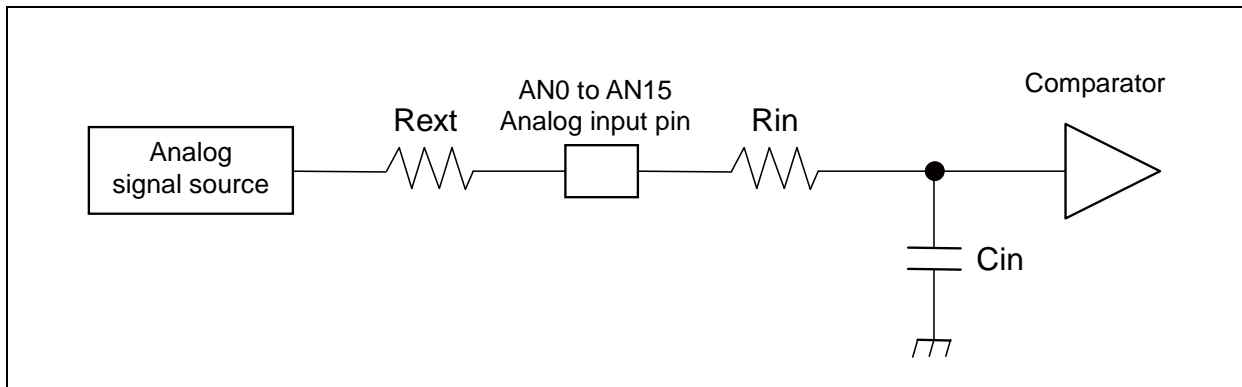 Analog
signal source
Rext
AN0 to AN15
Analog input pin
Rin
Comparator
Cin